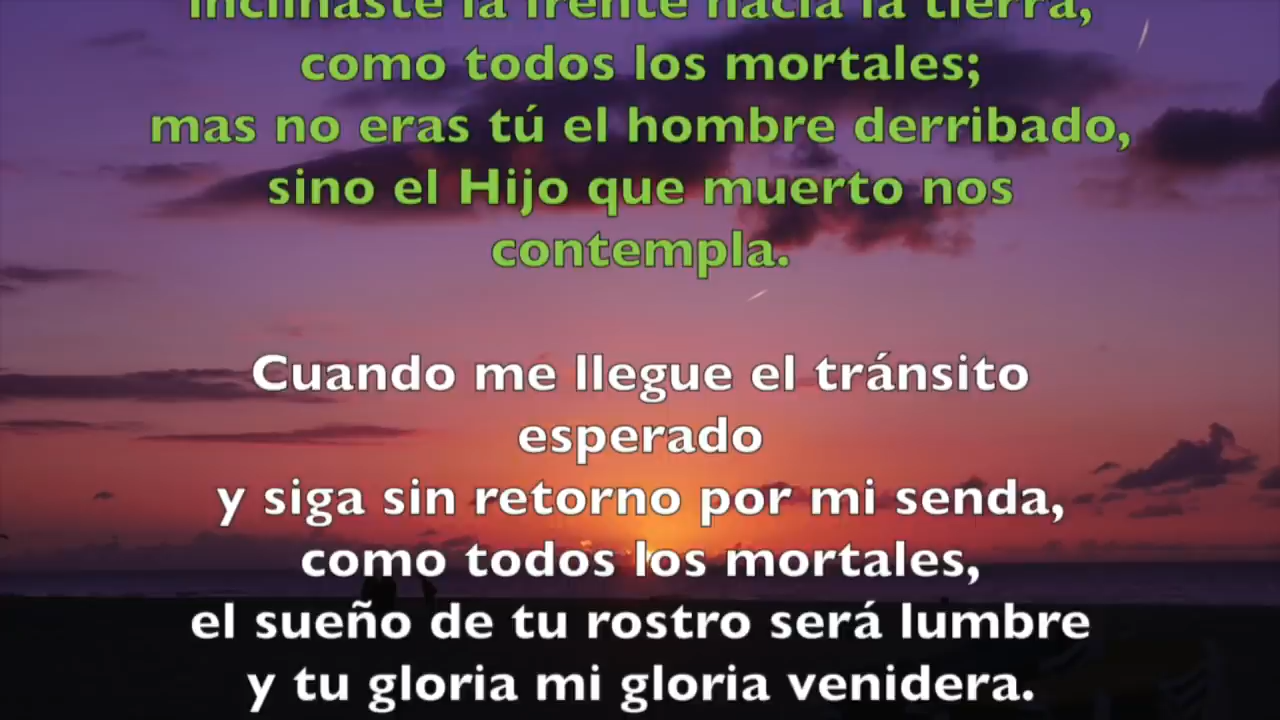 inclinaste la frente hacia la tierra,
como todos los mortales;
mas no eras tú el hombre derribado,
sino el Hijo que muerto nos
contempla.
Cuando me llegue el tránsito
esperado
y siga sin retorno por mi senda,
como todos los mortales,
el sueño de tu rostro será lumbre
y tu gloria mi gloria venidera.